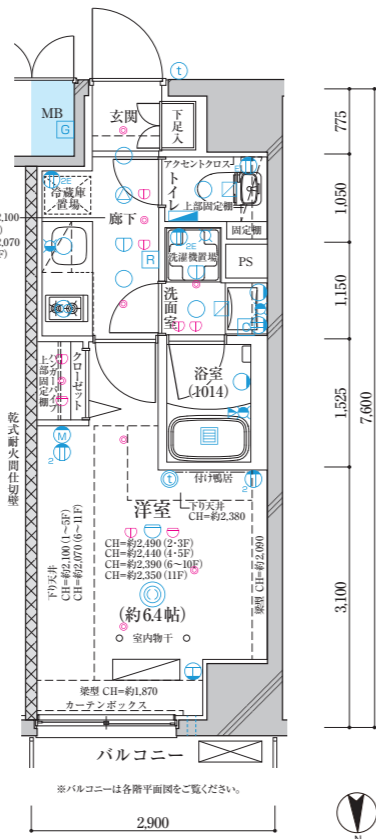 t
玄関
下足入
MB
G
775
アクセントクロス
2E
冷蔵庫
置場
トイレ
上部固定棚
1,050
2,100
廊下
固定棚
2,070
F)
2E
洗濯機置場
R
PS
1,150
洗面室
C
7,600
浴室
(1014)
1,525
クローゼット
ハンガーパイプ
上部固定棚
乾式耐火間仕切壁
M
2
t
付け鴨居
2
洋室
下り天井
CH=約2,380
CH=約2,490 (2・3F)
CH=約2,440 (4・5F)
CH=約2,390 (6〜10F)
CH=約2,350 (11F)
下り天井
CH=約2,100 (1〜5F)
CH=約2,070 (6〜11F)
梁型 CH=約2,090
3,100
(約6.4帖)
室内物干
梁型 CH=約1,870
カーテンボックス
バルコニー
※バルコニーは各階平面図をご覧ください。
2,900
N